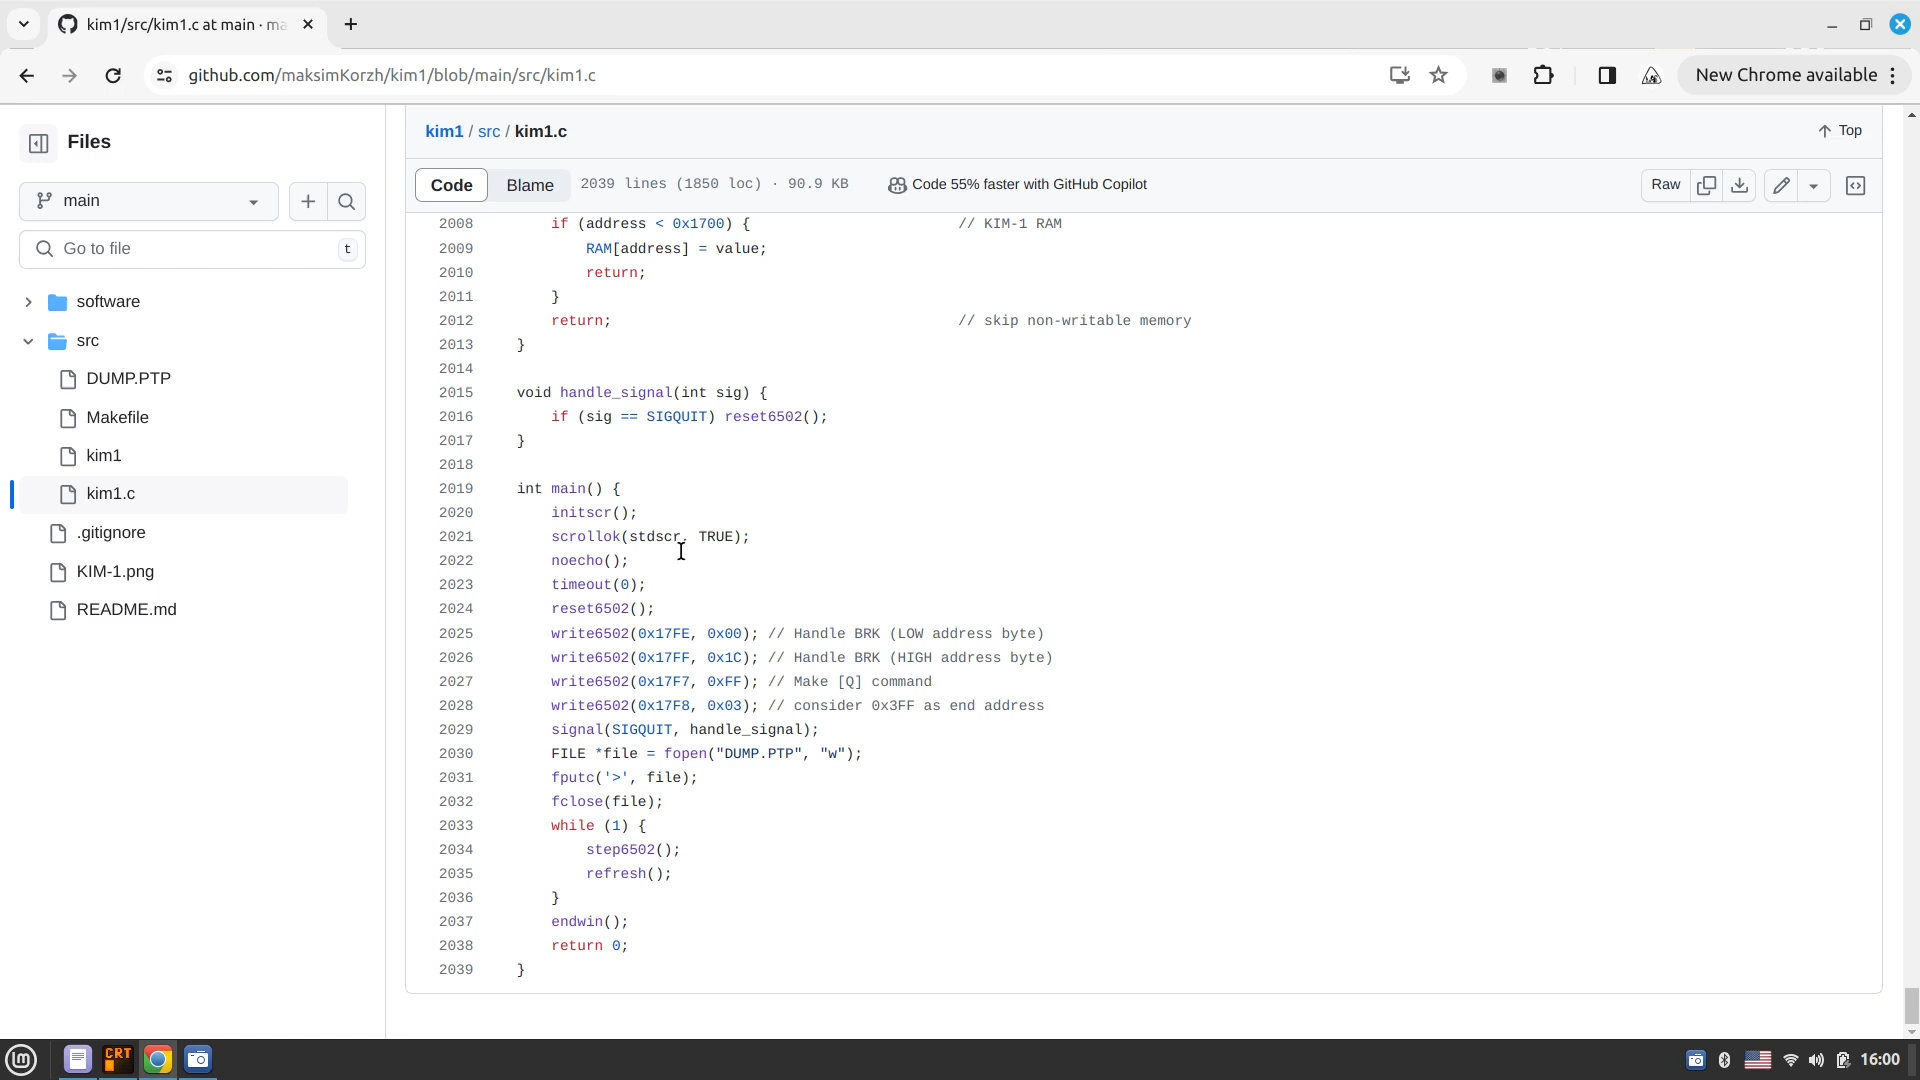 kim1/src/kim1.c at main · ma
github.com/maksimKorzh/kim1/blob/main/src/kim1.c
New Chrome available
Files
main
Go to file
t
software
src
DUMP.PTP
Makefile
kim1
kim1.c
.gitignore
KIM-1.png
README.md
kim1 / src / kim1.c
Top
Code
Blame
2039 lines (1850 loc) · 90.9 KB
Code 55% faster with GitHub Copilot
Raw
2008 if (address < 0x1700) { // KIM-1 RAM
2009 RAM[address] = value;
2010 return;
2011 }
2012 return; // skip non-writable memory
2013 }
2014
2015 void handle_signal(int sig) {
2016 if (sig == SIGQUIT) reset6502();
2017 }
2018
2019 int main() {
2020 initscr();
2021 scrollok(stdscr, TRUE);
2022 noecho();
2023 timeout(0);
2024 reset6502();
2025 write6502(0x17FE, 0x00); // Handle BRK (LOW address byte)
2026 write6502(0x17FF, 0x1C); // Handle BRK (HIGH address byte)
2027 write6502(0x17F7, 0xFF); // Make [Q] command
2028 write6502(0x17F8, 0x03); // consider 0x3FF as end address
2029 signal(SIGQUIT, handle_signal);
2030 FILE *file = fopen("DUMP.PTP", "w");
2031 fputc('>', file);
2032 fclose(file);
2033 while (1) {
2034 step6502();
2035 refresh();
2036 }
2037 endwin();
2038 return 0;
2039 }
CRT
16:00